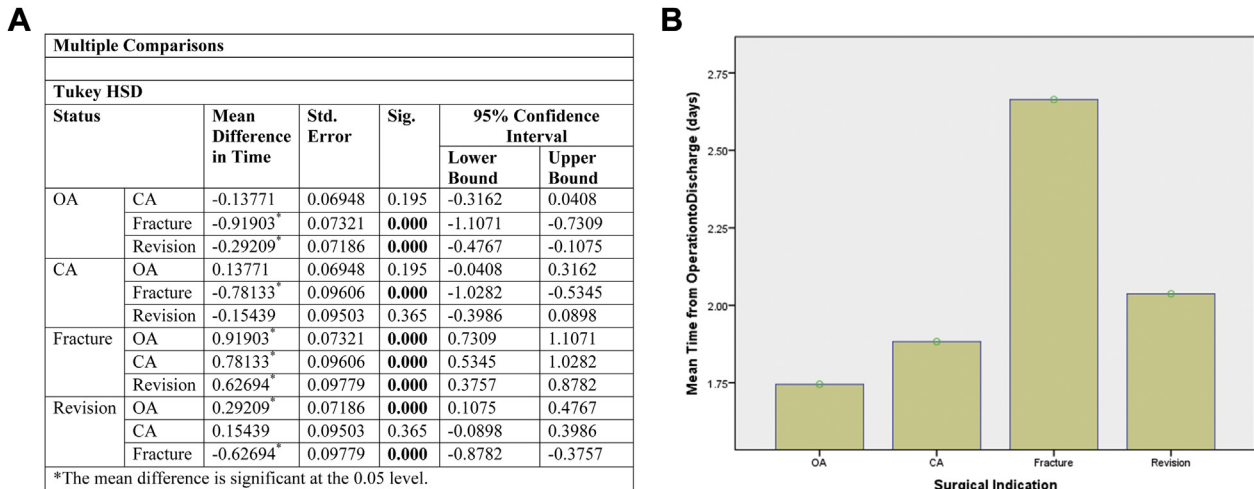 A
Multiple Comparisons
Tukey HSD
Status Mean Difference in Time Std. Error Sig. 95% Confidence Interval
Lower Bound Upper Bound
OA CA -0.13771 0.06948 0.195 -0.3162 0.0408
Fracture -0.91903* 0.07321 0.000 -1.1071 -0.7309
Revision -0.29209* 0.07186 0.000 -0.4767 -0.1075
CA OA 0.13771 0.06948 0.195 -0.0408 0.3162
Fracture -0.78133* 0.09606 0.000 -1.0282 -0.5345
Revision -0.15439 0.09503 0.365 -0.3986 0.0898
Fracture OA 0.91903* 0.07321 0.000 0.7309 1.1071
CA 0.78133* 0.09606 0.000 0.5345 1.0282
Revision 0.62694* 0.09779 0.000 0.3757 0.8782
Revision OA 0.29209* 0.07186 0.000 0.1075 0.4767
CA 0.15439 0.09503 0.365 -0.0898 0.3986
Fracture -0.62694* 0.09779 0.000 -0.8782 -0.3757
*The mean difference is significant at the 0.05 level.
B
Mean Time from OperationtoDischarge (days)
2.75
2.50
2.25
2.00
1.75
OA CA Fracture Revision
Surgical Indication